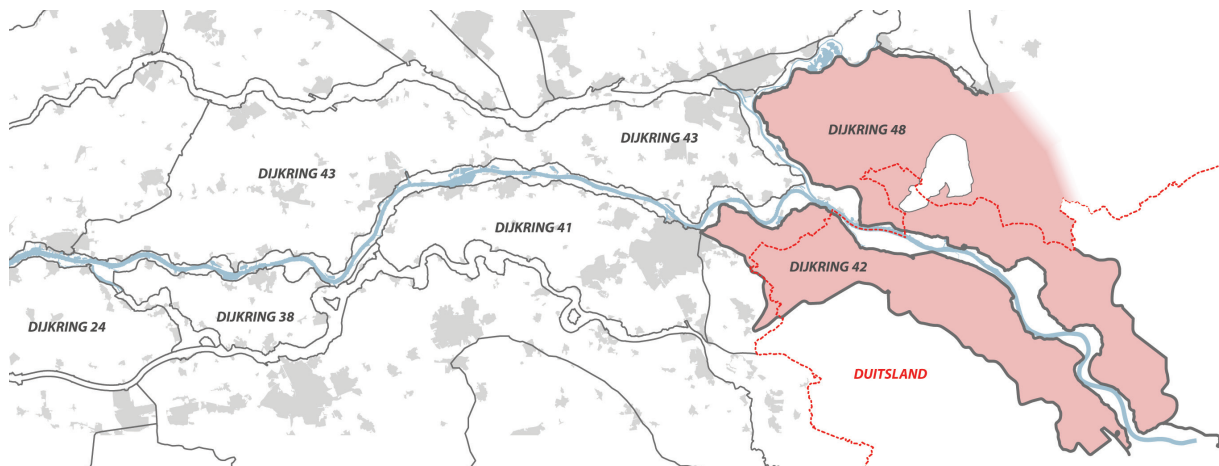 DIJKRING 48
DIJKRING 43
DIJKRING 43
DIJKRING 41
DIJKRING 42
DIJKRING 38
DIJKRING 24
DUITSLAND